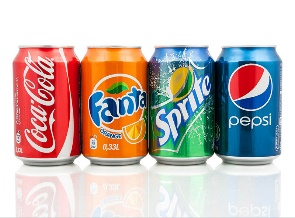 Coca-Cola
Fanta
ORANGE
0,33L
Sprite
pepsi